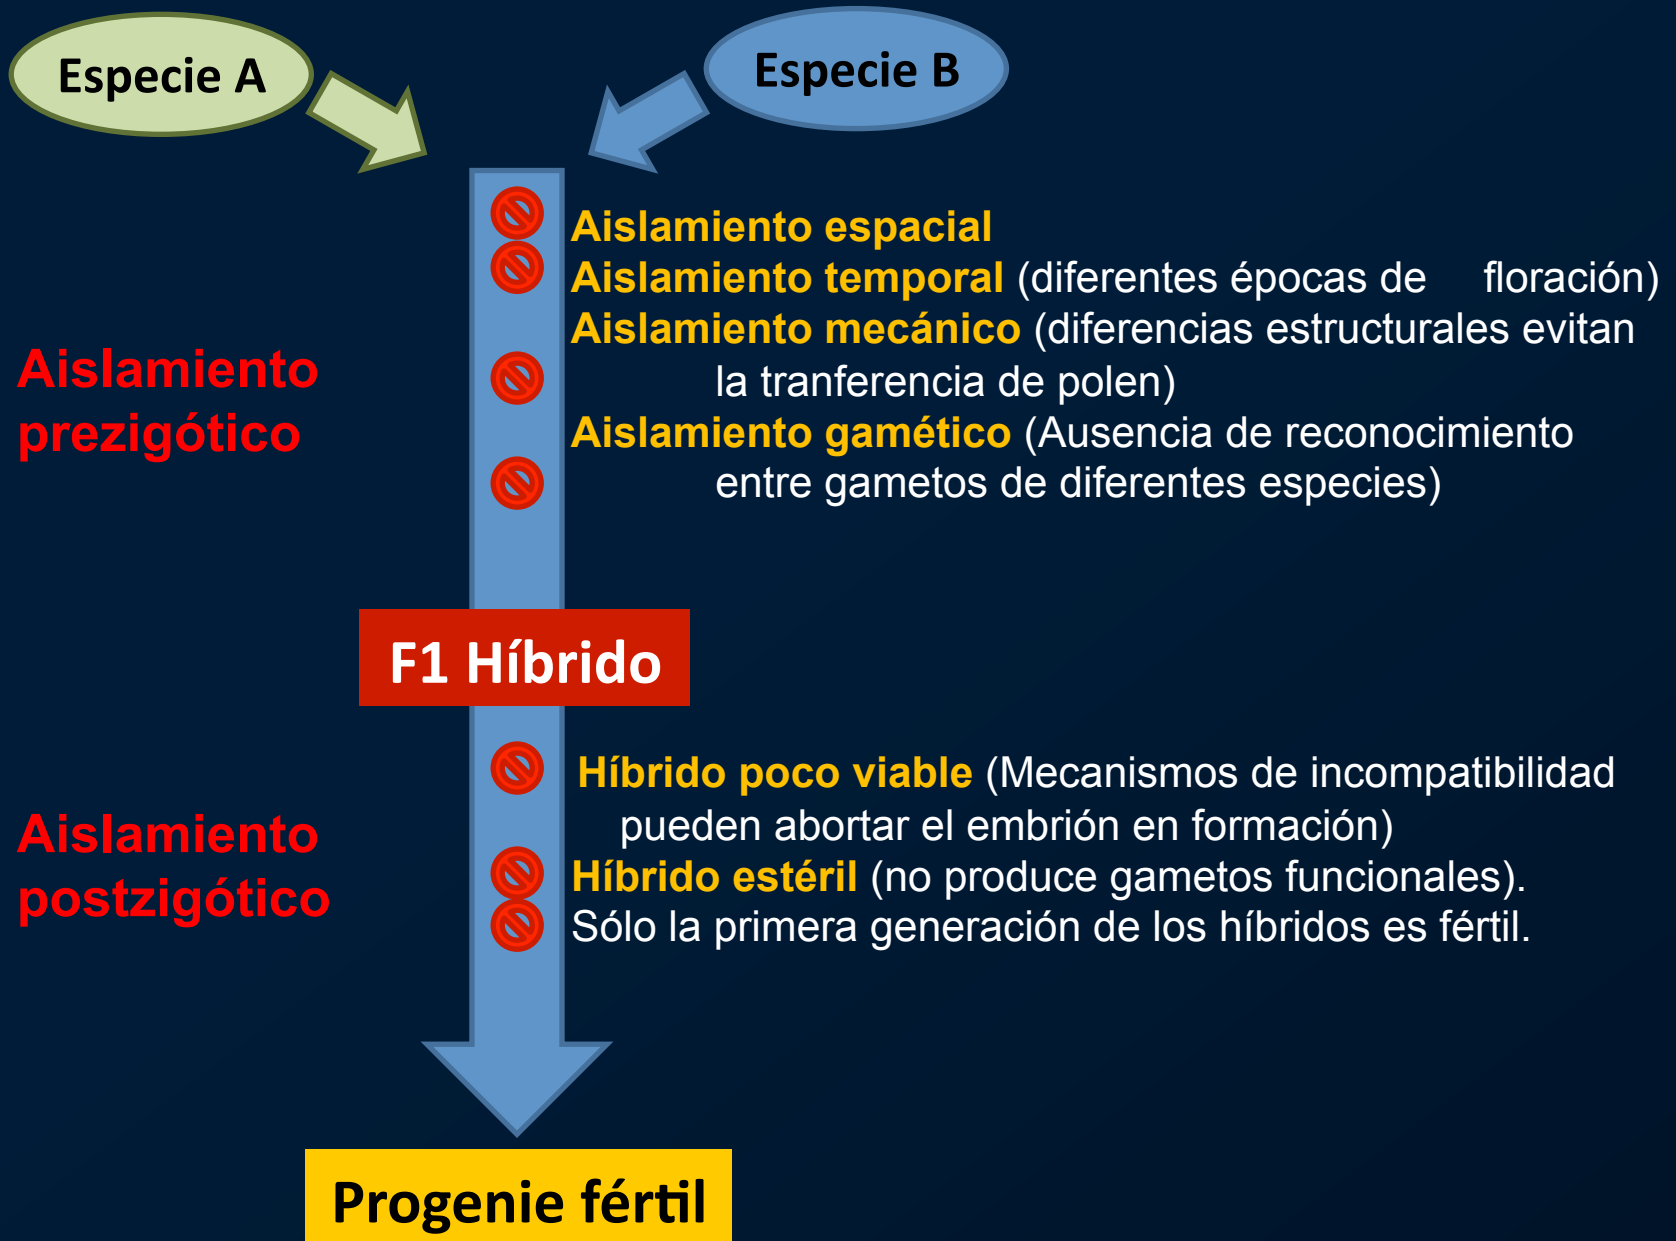 Especie A
Especie B
Aislamiento espacial
Aislamiento temporal (diferentes épocas de floración)
Aislamiento mecánico (diferencias estructurales evitan
la tranferencia de polen)
Aislamiento gamético (Ausencia de reconocimiento
entre gametos de diferentes especies)
Aislamiento
prezigótico
F1 Híbrido
Híbrido poco viable (Mecanismos de incompatibilidad
pueden abortar el embrión en formación)
Híbrido estéril (no produce gametos funcionales).
Sólo la primera generación de los híbridos es fértil.
Aislamiento
postzigótico
Progenie fértil